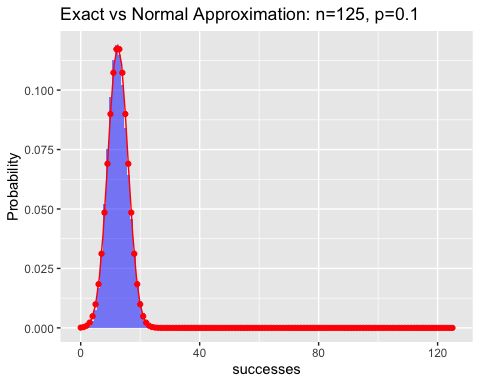 Exact vs Normal Approximation: n=125, p=0.1
0.100
0.075
0.050
0.025
0.000
Probability
0 40 80 120
successes